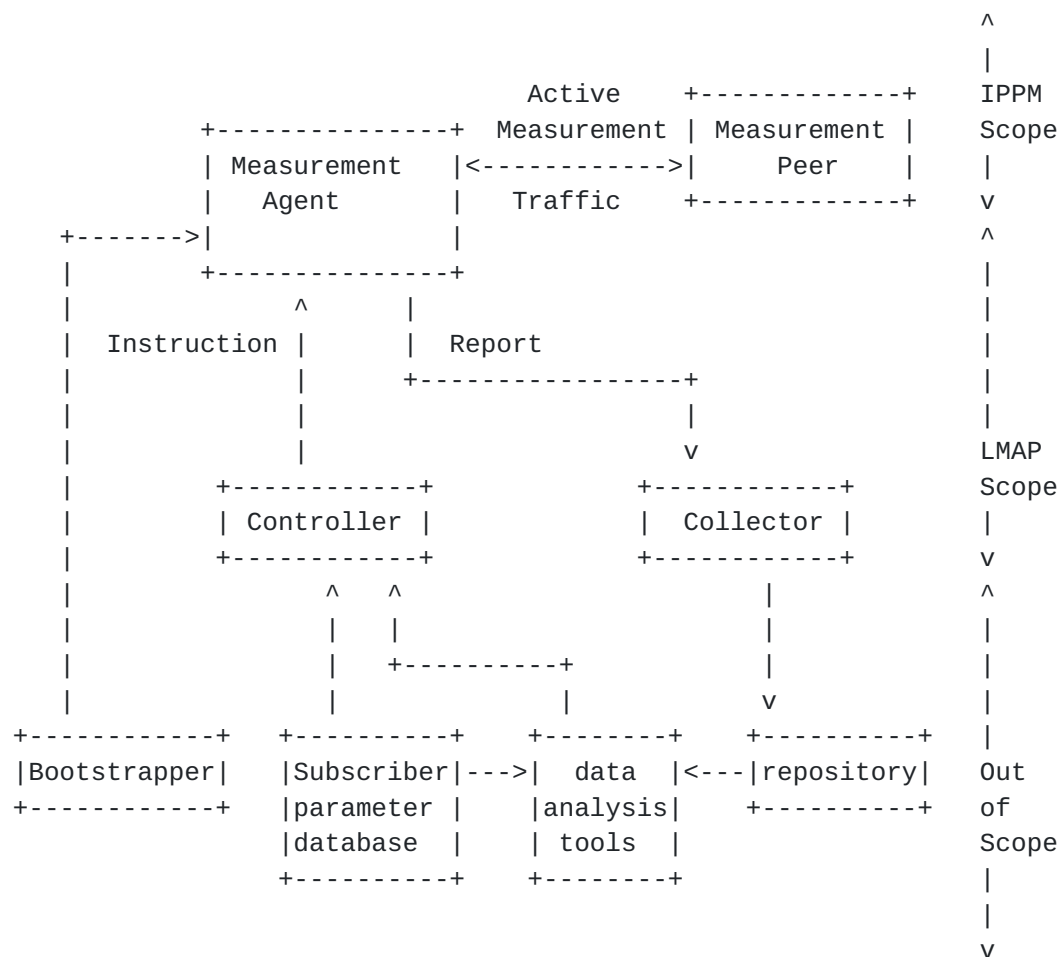 ^
|
Active +-------------+ IPPM
+---------------+ Measurement | Measurement | Scope
| Measurement |<------------>| Peer | |
| Agent | Traffic +-------------+ v
+------->| | ^
| +---------------+ |
| ^ | |
| Instruction | | Report |
| | +-----------------+ |
| | | |
| | v LMAP
| +------------+ +------------+ Scope
| | Controller | | Collector | |
| +------------+ +------------+ v
| ^ ^ | ^
| | | | |
| | +----------+ | |
| | | v |
+------------+ +----------+ +--------+ +----------+ |
|Bootstrapper| |Subscriber|--->| data |<---|repository| Out
+------------+ |parameter | |analysis| +----------+ of
|database | | tools | Scope
+----------+ +--------+ |
|
v